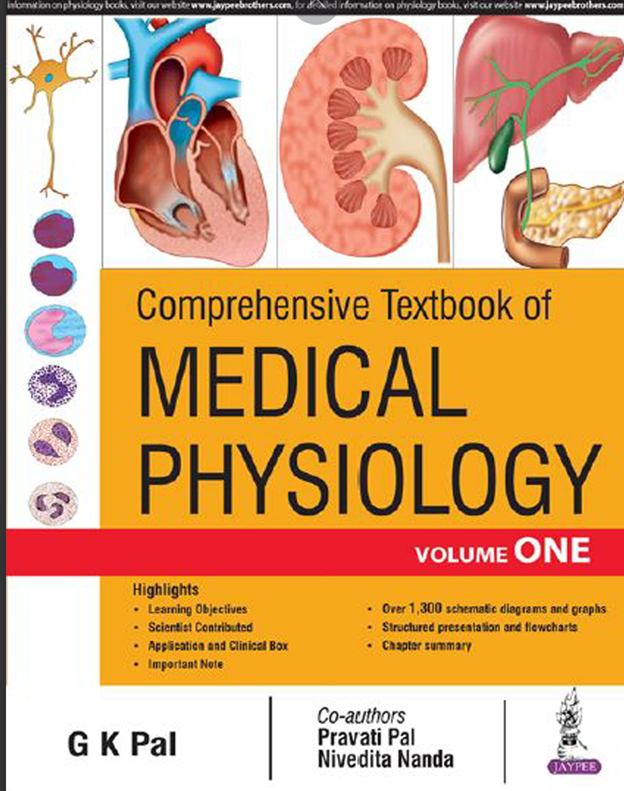 information on physiology books, visit our website www.jaypeebrothers.com, for detailed information on physiology books, visit our website www.jaypeebrothers.com
Comprehensive Textbook of
MEDICAL
PHYSIOLOGY
VOLUME ONE
Highlights
• Learning Objectives
• Scientist Contributed
• Application and Clinical Box
• Important Note
• Over 1,300 schematic diagrams and graphs
• Structured presentation and flowcharts
• Chapter summary
G K Pal
Co-authors
Pravati Pal
Nivedita Nanda
JAYPEE